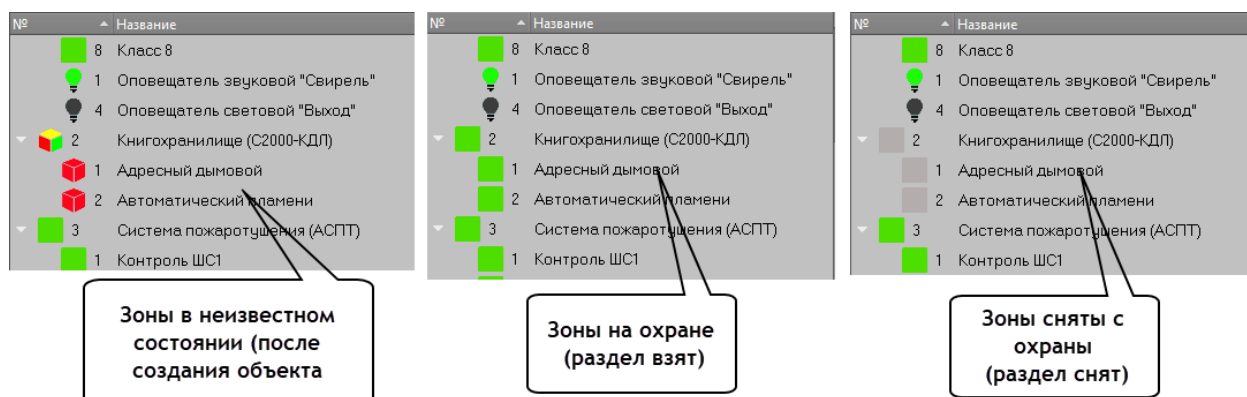 № Название
8 Класс 8
1 Оповещатель звуковой "Свирель"
4 Оповещатель световой "Выход"
2 Книгохранилище (С2000-КДЛ)
1 Адресный дымовой
2 Автоматический пламени
3 Система пожаротушения (АСПТ)
1 Контроль ШС1
Зоны в неизвестном
состоянии (после
создания объекта
№ Название
8 Класс 8
1 Оповещатель звуковой "Свирель"
4 Оповещатель световой "Выход"
2 Книгохранилище (С2000-КДЛ)
1 Адресный дымовой
2 Автоматический пламени
3 Система пожаротушения (АСПТ)
1 Контроль ШС1
Зоны на охране
(раздел взят)
№ Название
8 Класс 8
1 Оповещатель звуковой "Свирель"
4 Оповещатель световой "Выход"
2 Книгохранилище (С2000-КДЛ)
1 Адресный дымовой
2 Автоматический пламени
3 Система пожаротушения (АСПТ)
1 Контроль ШС1
Зоны сняты с
охраны
(раздел снят)